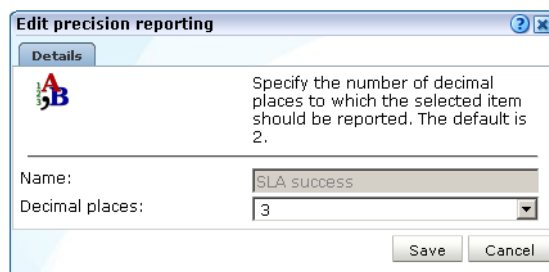 Edit precision reporting
Details
Specify the number of decimal
places to which the selected item
should be reported. The default is
2.
Name:
SLA success
Decimal places:
3
Save
Cancel